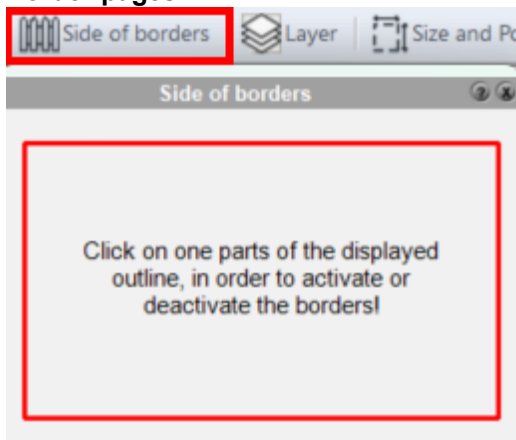 Side of borders Layer Size and Po
Side of borders
Click on one parts of the displayed
outline, in order to activate or
deactivate the borders!